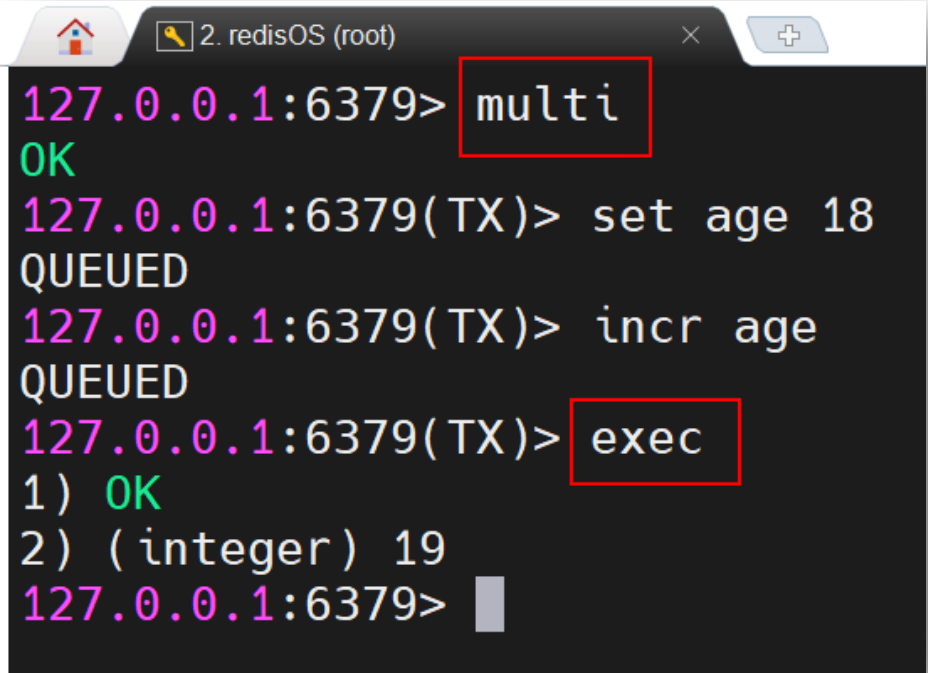 2. redisOS (root)
127.0.0.1:6379> multi
OK
127.0.0.1:6379(TX)> set age 18
QUEUED
127.0.0.1:6379(TX)> incr age
QUEUED
127.0.0.1:6379(TX)> exec
1) OK
2) (integer) 19
127.0.0.1:6379>